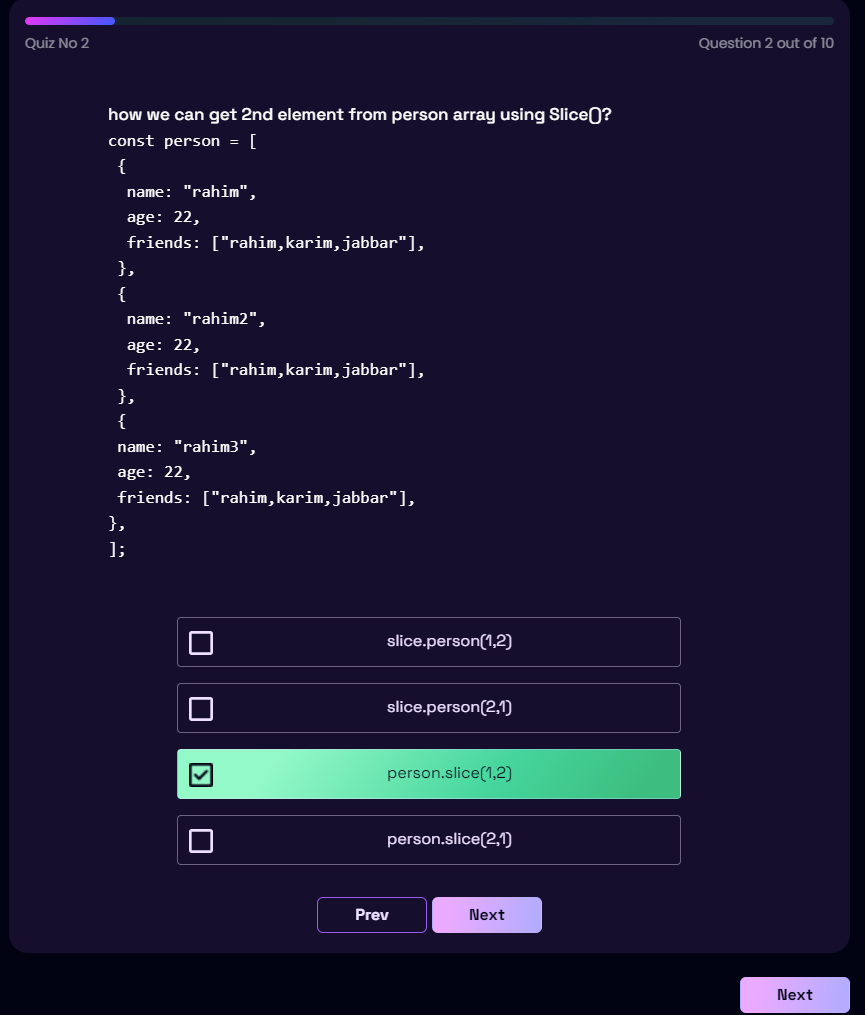 Quiz No 2
Question 2 out of 10
how we can get 2nd element from person array using Slice()?
const person = [
{
name: "rahim",
age: 22,
friends: ["rahim,karim,jabbar"],
},
{
name: "rahim2",
age: 22,
friends: ["rahim,karim,jabbar"],
},
{
name: "rahim3",
age: 22,
friends: ["rahim,karim,jabbar"],
},
];
slice.person(1,2)
slice.person(2,1)
person.slice(1,2)
person.slice(2,1)
Prev
Next
Next